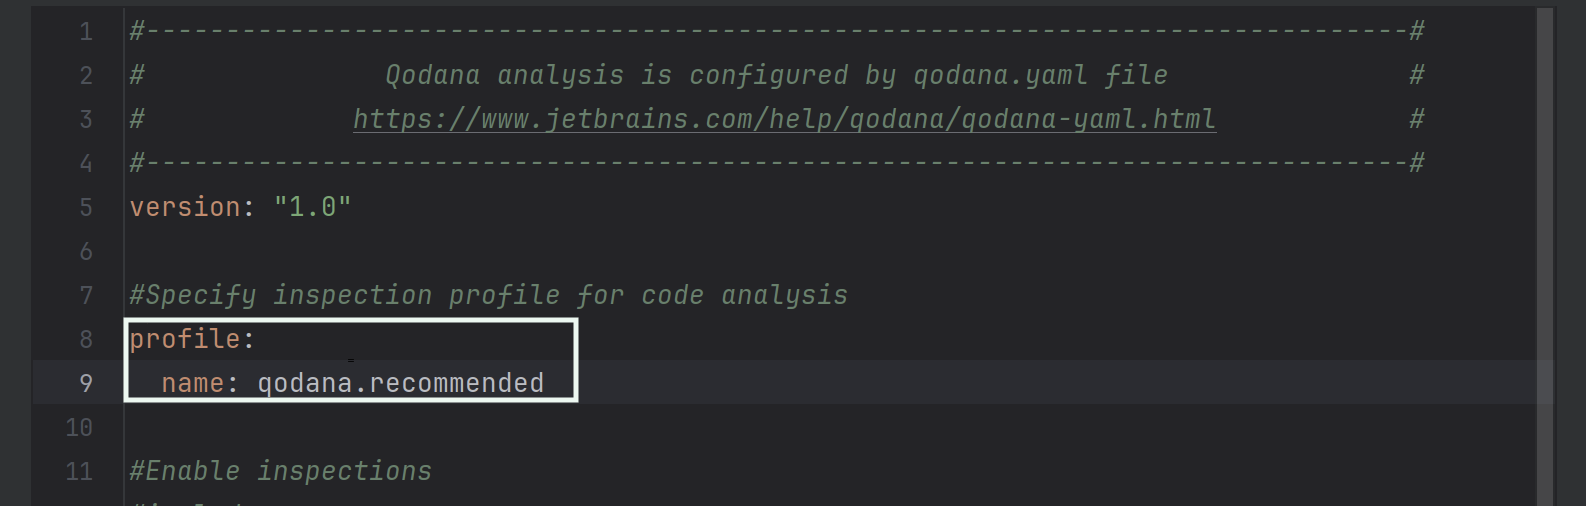 1 #-------------------------------------------------------------------------------#
2 # Qodana analysis is configured by qodana.yaml file #
3 # https://www.jetbrains.com/help/qodana/qodana-yaml.html #
4 #-------------------------------------------------------------------------------#
5 version: "1.0"
6
7 #Specify inspection profile for code analysis
8 profile:
9   name: qodana.recommended
10
11 #Enable inspections